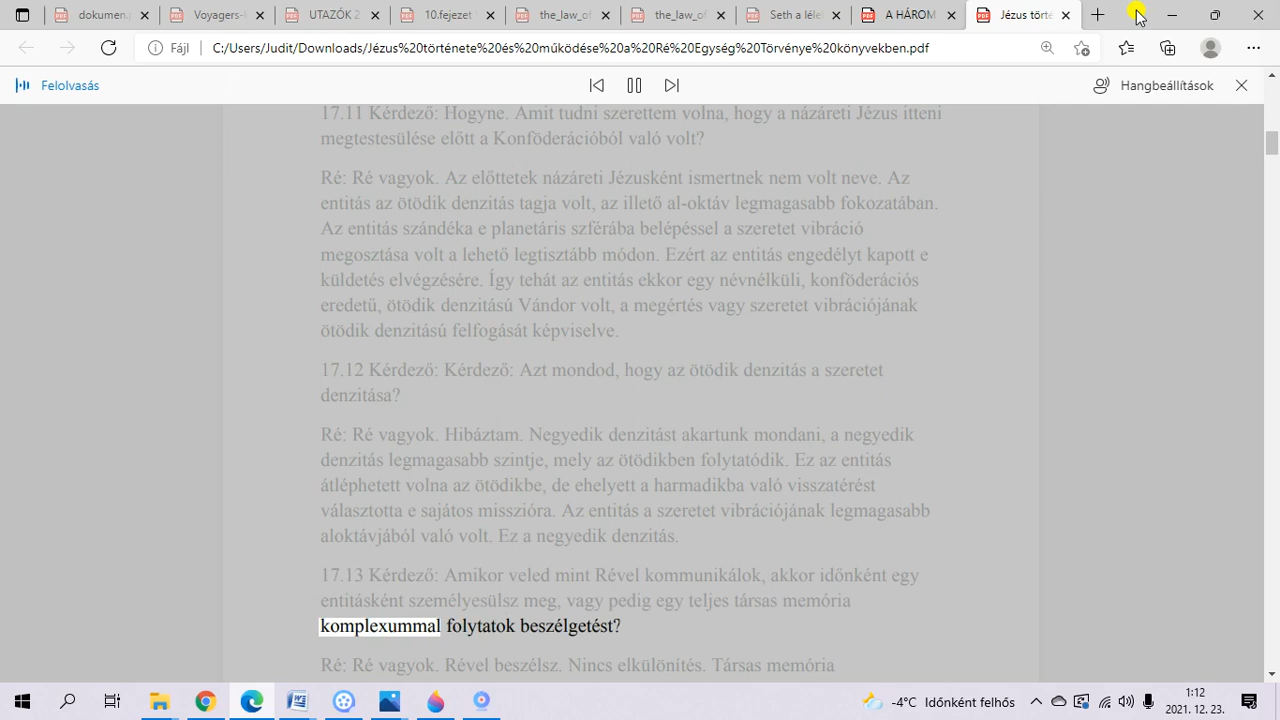 dokumen.
Voyagers-
UTAZÓK 2
10.fejezet
the_law_of
the_law_of
Seth a léle
A HÁROM
Jézus törté
Fájl
C:/Users/Judit/Downloads/Jézus%20története%20és%20működése%20a%20Ré%20Egység%20Törvénye%20könyvekben.pdf
Felolvasás
Hangbeállítások
17.11 Kérdező: Hogyne. Amit tudni szerettem volna, hogy a názáreti Jézus itteni
megtestesülése előtt a Konföderációból való volt?
Ré: Ré vagyok. Az előttetek názáreti Jézusként ismertnek nem volt neve. Az
entitás az ötödik denzitás tagja volt, az illető al-oktáv legmagasabb fokozatában.
Az entitás szándéka e planetáris szférába belépéssel a szeretet vibráció
megosztása volt a lehető legtisztább módon. Ezért az entitás engedélyt kapott e
küldetés elvégzésére. Így tehát az entitás ekkor egy névnélküli, konföderációs
eredetű, ötödik denzitású Vándor volt, a megértés vagy szeretet vibrációjának
ötödik denzitású felfogását képviselve.
17.12 Kérdező: Kérdező: Azt mondod, hogy az ötödik denzitás a szeretet
denzitása?
Ré: Ré vagyok. Hibáztam. Negyedik denzitást akartunk mondani, a negyedik
denzitás legmagasabb szintje, mely az ötödikben folytatódik. Ez az entitás
átléphetett volna az ötödikbe, de ehelyett a harmadikba való visszatérést
választotta e sajátos misszióra. Az entitás a szeretet vibrációjának legmagasabb
aloktávjából való volt. Ez a negyedik denzitás.
17.13 Kérdező: Amikor veled mint Rével kommunikálok, akkor időnként egy
entitásként személyesülsz meg, vagy pedig egy teljes társas memória
komplexummal folytatok beszélgetést?
Ré: Ré vagyok. Rével beszélsz. Nincs elkülönítés. Társas memória
-4°C Időnként felhős
1:12
2021. 12. 23.